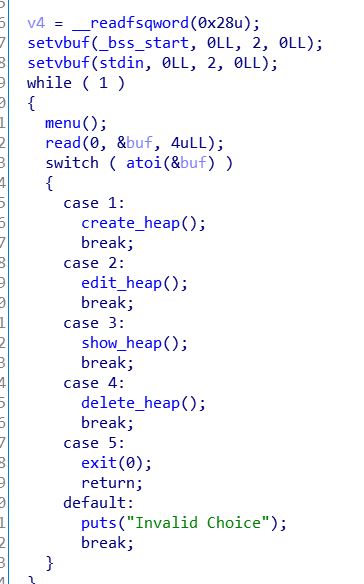 v4 = __readfsqword(0x28u);
setvbuf(_bss_start, 0LL, 2, 0LL);
setvbuf(stdin, 0LL, 2, 0LL);
while ( 1 )
{
menu();
read(0, &buf, 4uLL);
switch ( atoi(&buf) )
{
case 1:
create_heap();
break;
case 2:
edit_heap();
break;
case 3:
show_heap();
break;
case 4:
delete_heap();
break;
case 5:
exit(0);
return;
default:
puts("Invalid Choice");
break;
}
}